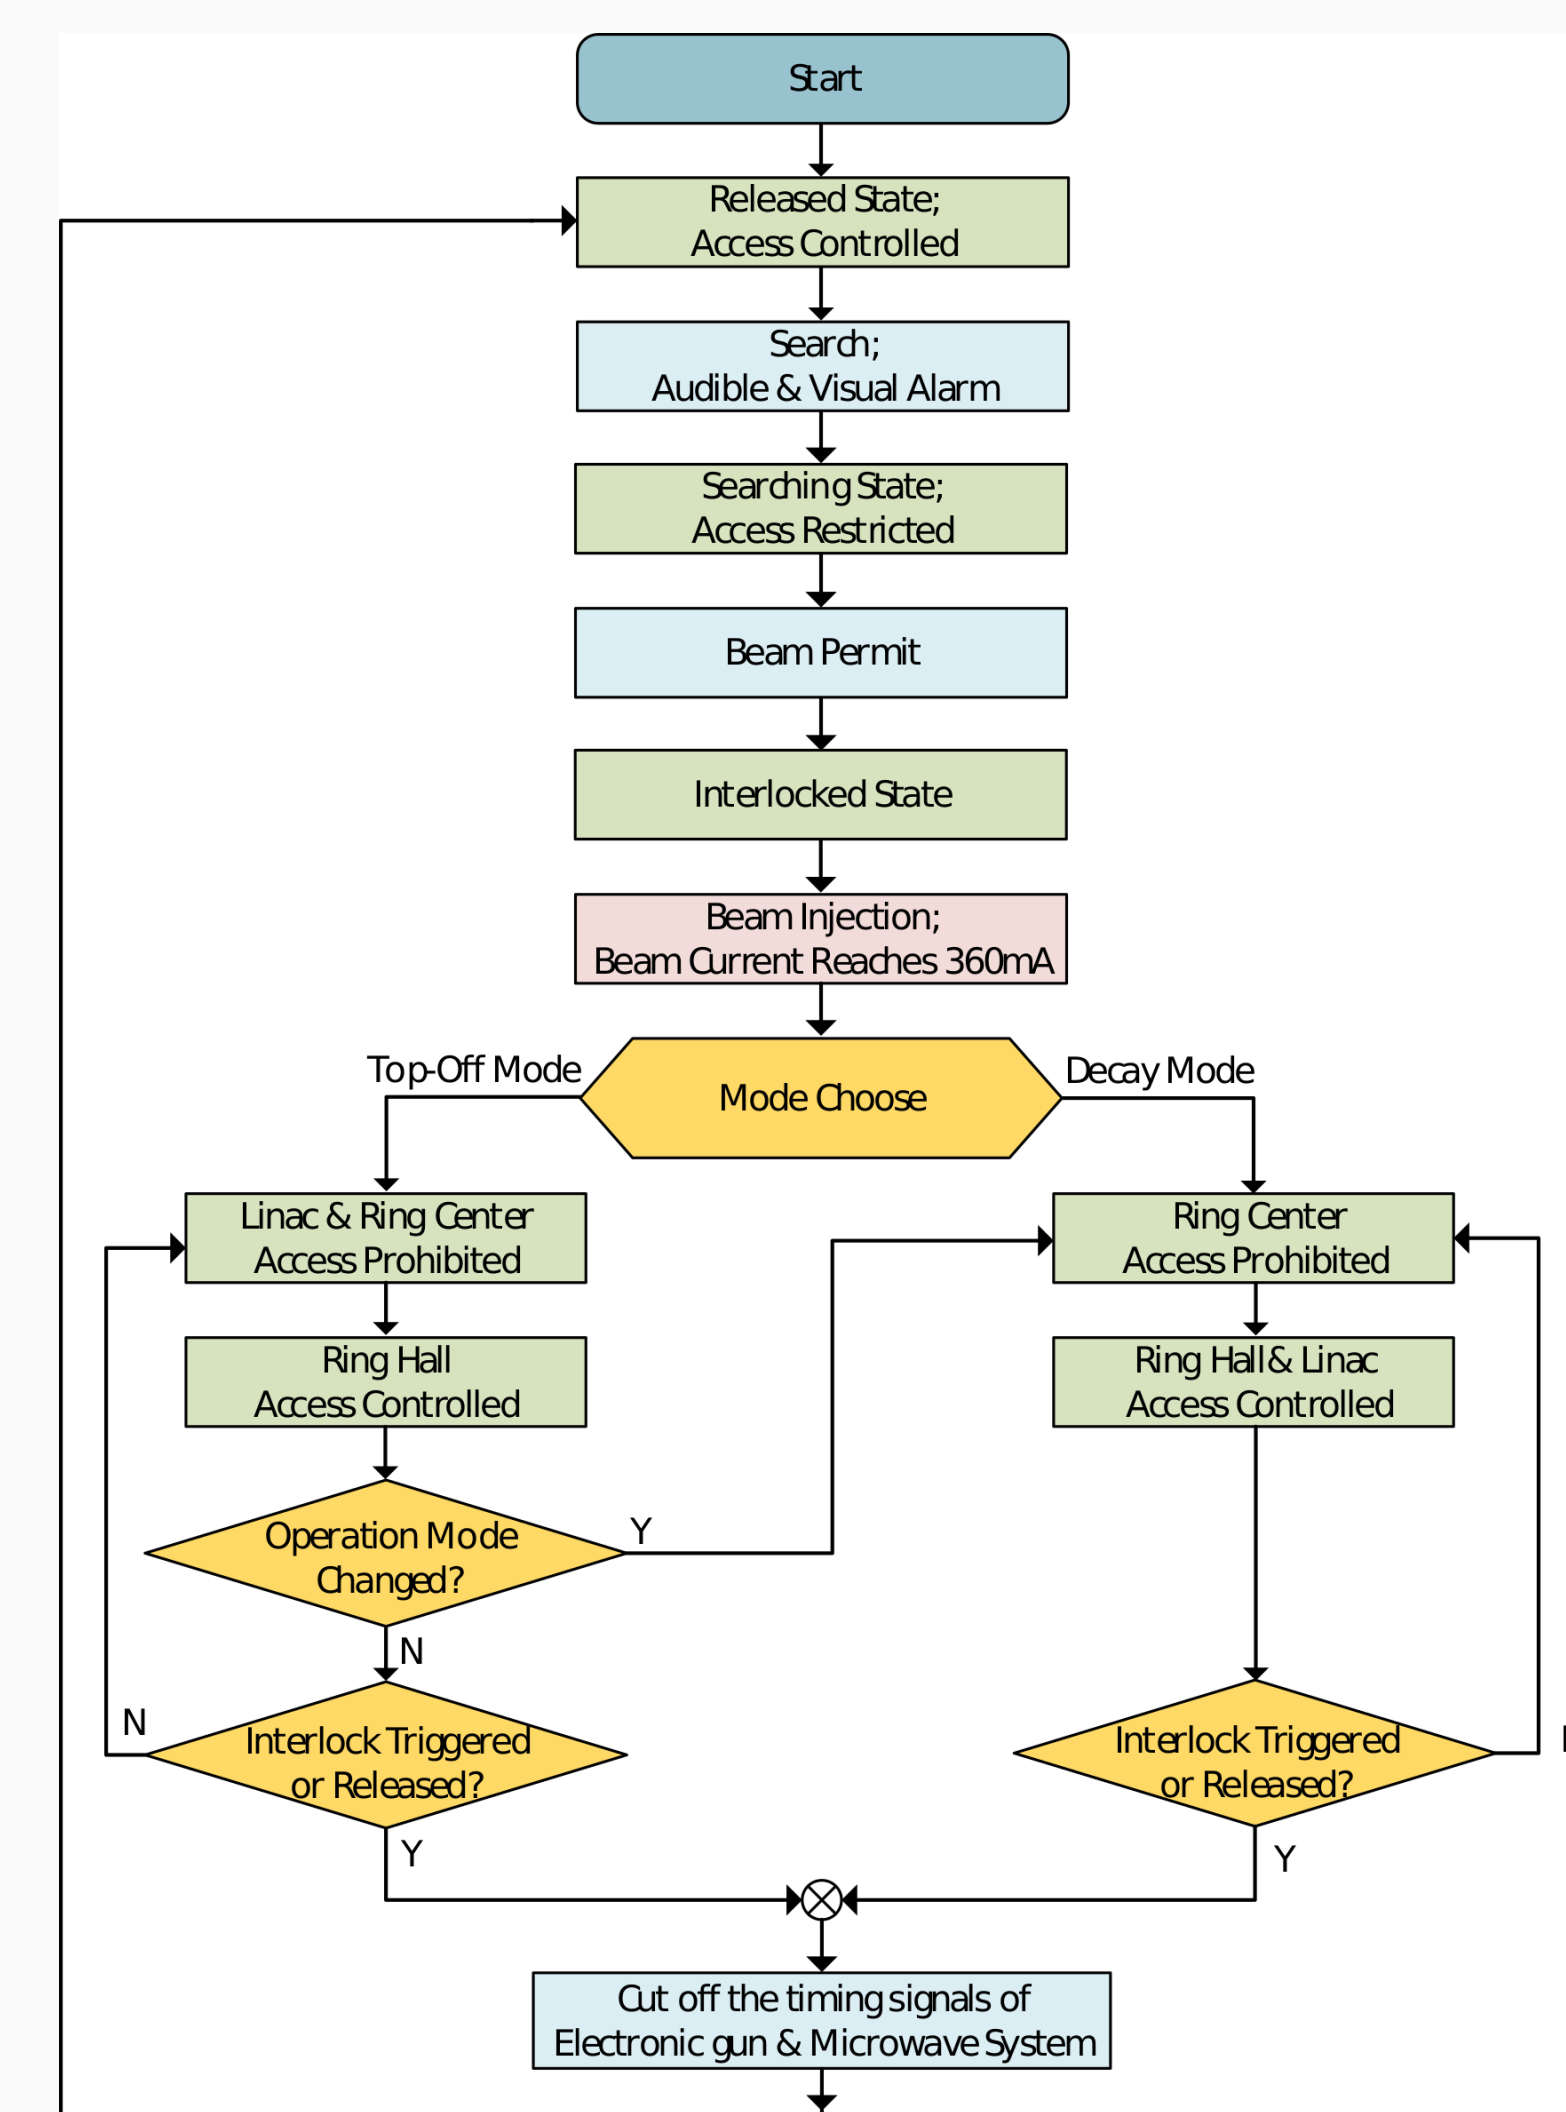 Start
Released State;
Access Controlled
Search;
Audible & Visual Alarm
Searching State;
Access Restricted
Beam Permit
Interlocked State
Beam Injection;
Beam Current Reaches 360mA
Top-Off Mode
Mode Choose
Decay Mode
Linac & Ring Center
Access Prohibited
Ring Center
Access Prohibited
Ring Hall
Access Controlled
Ring Hall & Linac
Access Controlled
Operation Mode
Changed?
Y
N
N
Interlock Triggered
or Released?
Interlock Triggered
or Released?
Y
Y
Cut off the timing signals of
Electronic gun & Microwave System